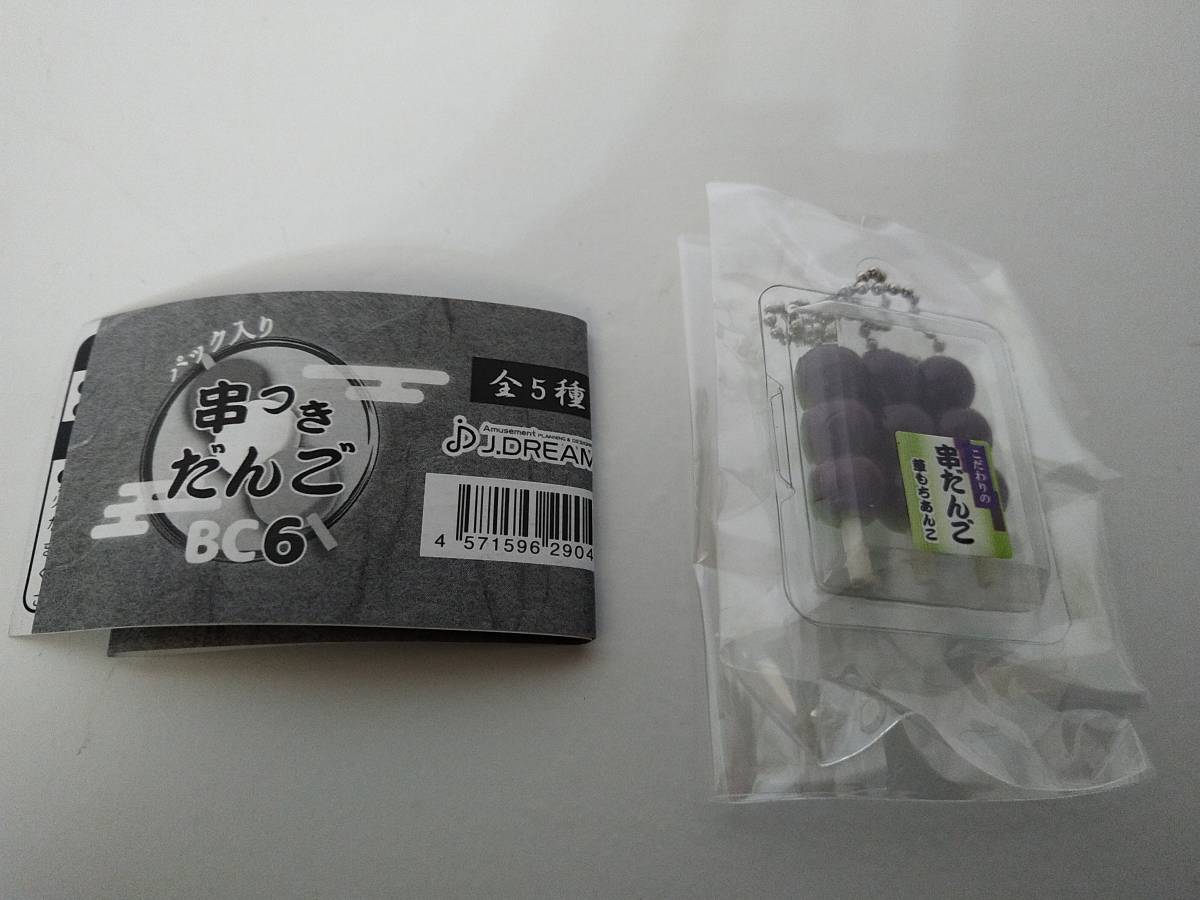 パック入り
串つき
だんご
BC6
全5種
Amusement PLANNING & DESIGN
J.DREAM
4 571596 2904
こだわりの
串だんご
草もちあんこ